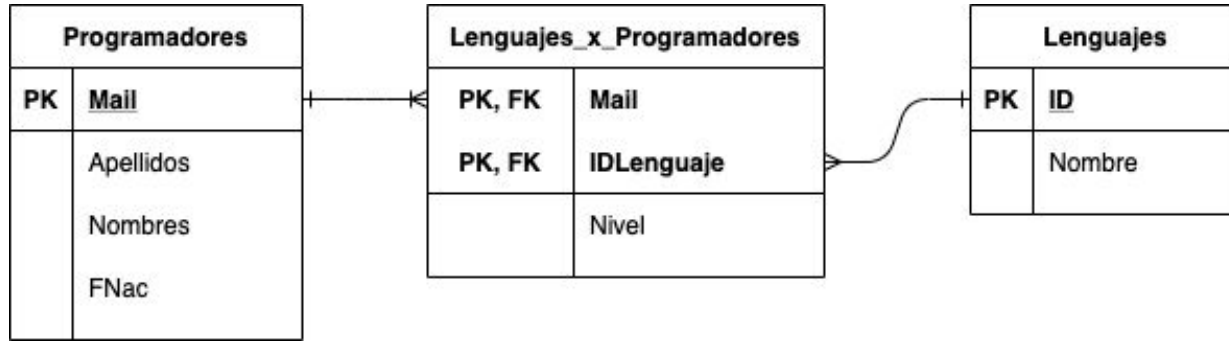 Programadores
PK Mail
Apellidos
Nombres
FNac
Lenguajes_x_Programadores
PK, FK Mail
PK, FK IDLenguaje
Nivel
Lenguajes
PK ID
Nombre